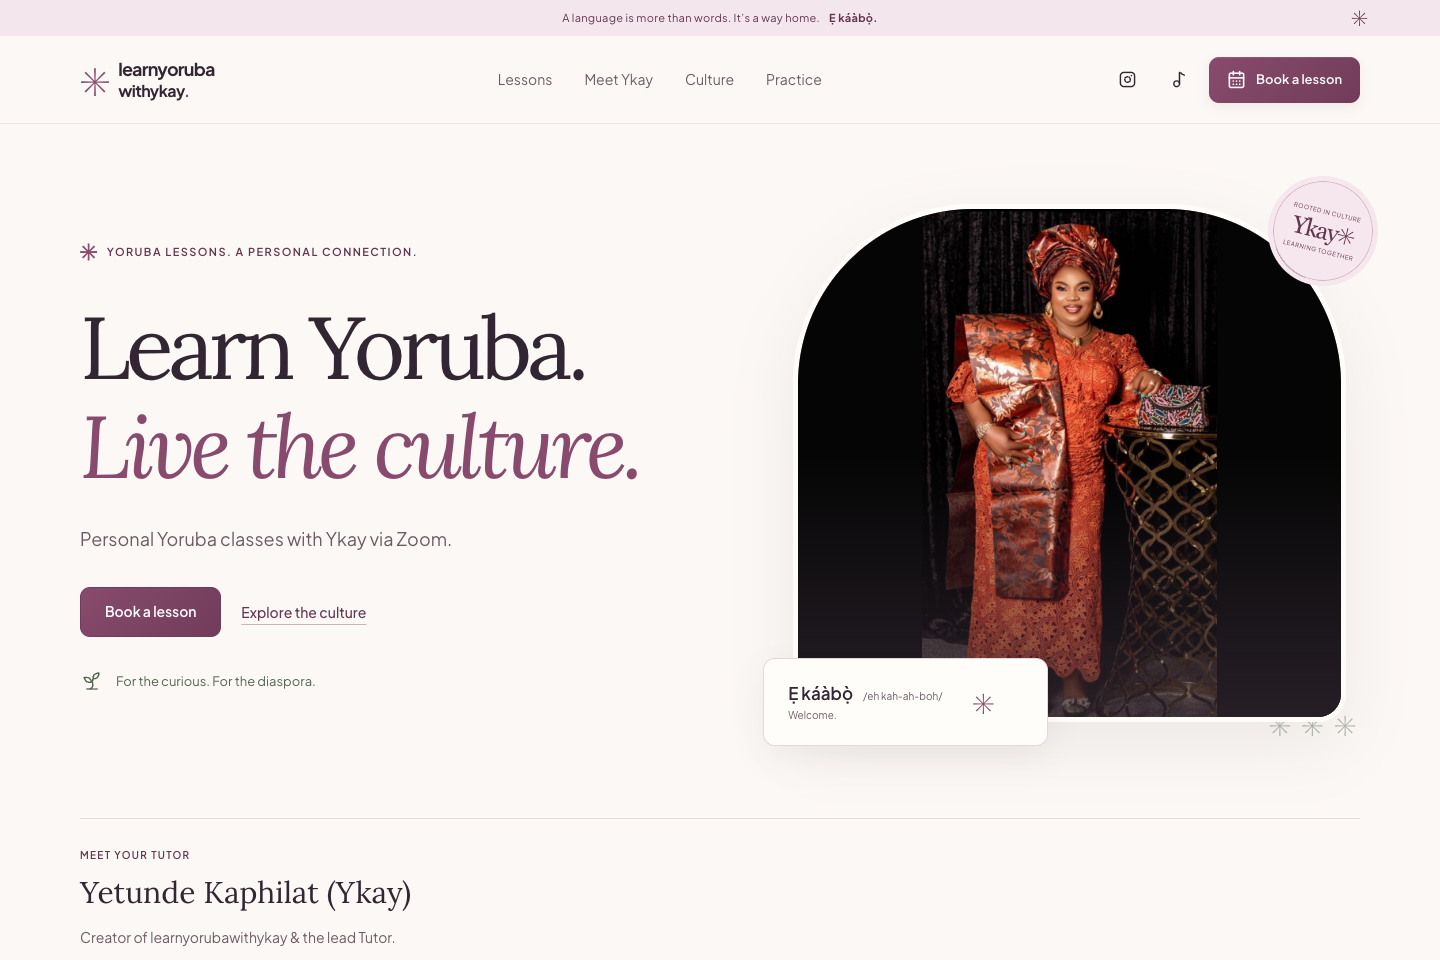 A language is more than words. It's a way home. Ẹ káàbọ̀.
learnyoruba
withykay.
Lessons
Meet Ykay
Culture
Practice
Book a lesson
YORUBA LESSONS. A PERSONAL CONNECTION.
Learn Yoruba.
Live the culture.
Personal Yoruba classes with Ykay via Zoom.
Book a lesson
Explore the culture
For the curious. For the diaspora.
ROOTED IN CULTURE
Ykay
LEARNING TOGETHER
Ẹ káàbọ̀ /eh kah-ah-boh/
Welcome.
MEET YOUR TUTOR
Yetunde Kaphilat (Ykay)
Creator of learnyorubawithykay & the lead Tutor.